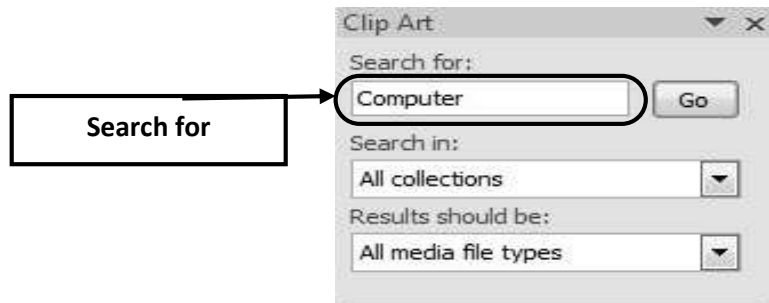 Clip Art
Search for:
Computer
Go
Search for
Search in:
All collections
Results should be:
All media file types